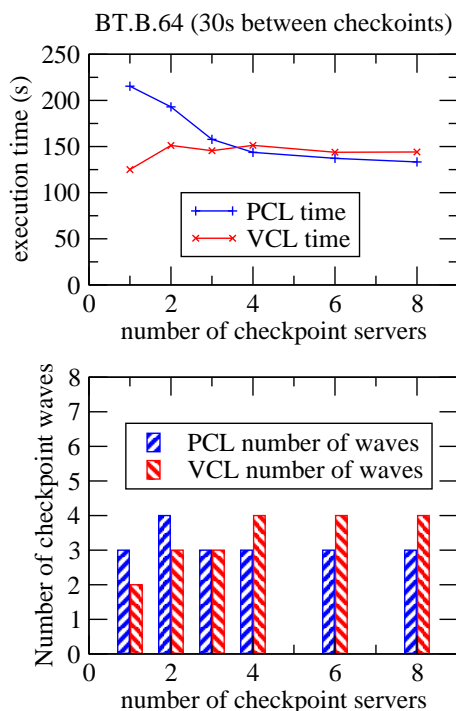 BT.B.64 (30s between checkoints)
execution time (s)
250
200
150
100
50
0
PCL time
VCL time
0 2 4 6 8
number of checkpoint servers
Number of checkpoint waves
8
7
6
5
4
3
2
1
0
PCL number of waves
VCL number of waves
0 2 4 6 8
number of checkpoint servers